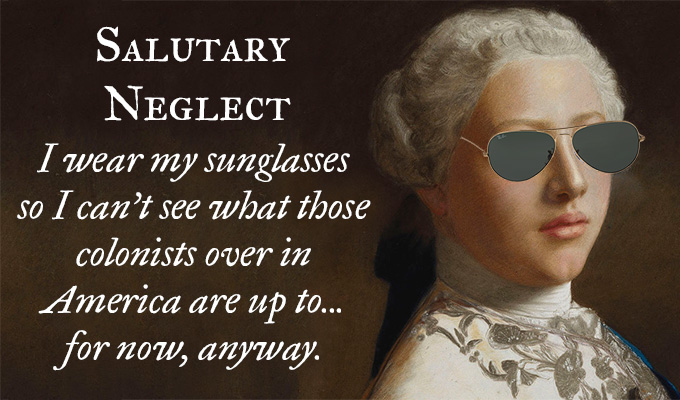 Salutary
Neglect
I wear my sunglasses
so I can't see what those
colonists over in
America are up to...
for now, anyway.